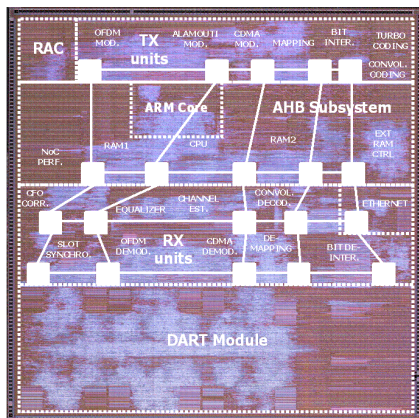 RAC
OFDM MOD.
TX units
ALAMOUTI MOD.
CDMA MOD.
MAPPING
BIT INTER.
TURBO CODING
CONVOL. CODING
ARM Core
AHB Subsystem
NoC PERF.
RAM1
CPU
RAM2
EXT RAM CTRL
CFO CORR.
EQUALIZER
CHANNEL EST.
CONVOL. DECOD.
ETHERNET
SLOT SYNCHRO.
OFDM DEMOD.
RX units
CDMA DEMOD.
DE-MAPPING
BIT DE-INTER.
DART Module